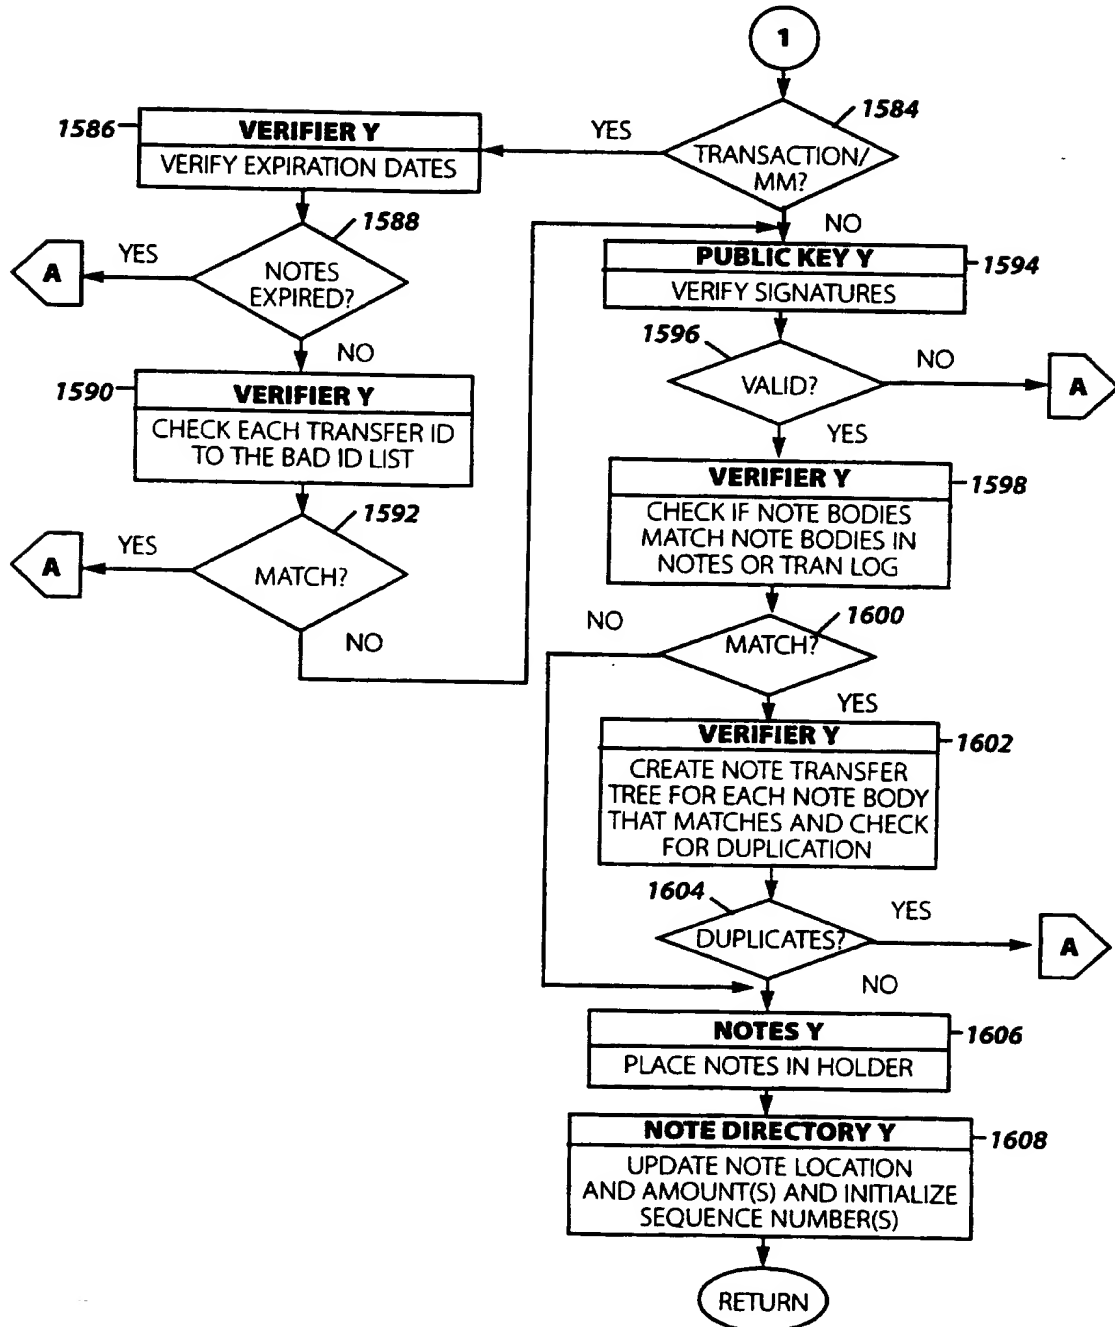 1
1584
TRANSACTION/
MM?
YES
NO
1586
VERIFIER Y
VERIFY EXPIRATION DATES
1588
NOTES
EXPIRED?
YES
A
NO
1590
VERIFIER Y
CHECK EACH TRANSFER ID
TO THE BAD ID LIST
1592
MATCH?
YES
A
NO
PUBLIC KEY Y
1594
VERIFY SIGNATURES
1596
VALID?
NO
A
YES
VERIFIER Y
1598
CHECK IF NOTE BODIES
MATCH NOTE BODIES IN
NOTES OR TRAN LOG
1600
MATCH?
NO
YES
VERIFIER Y
1602
CREATE NOTE TRANSFER
TREE FOR EACH NOTE BODY
THAT MATCHES AND CHECK
FOR DUPLICATION
1604
DUPLICATES?
YES
A
NO
NOTES Y
1606
PLACE NOTES IN HOLDER
NOTE DIRECTORY Y
1608
UPDATE NOTE LOCATION
AND AMOUNT(S) AND INITIALIZE
SEQUENCE NUMBER(S)
RETURN